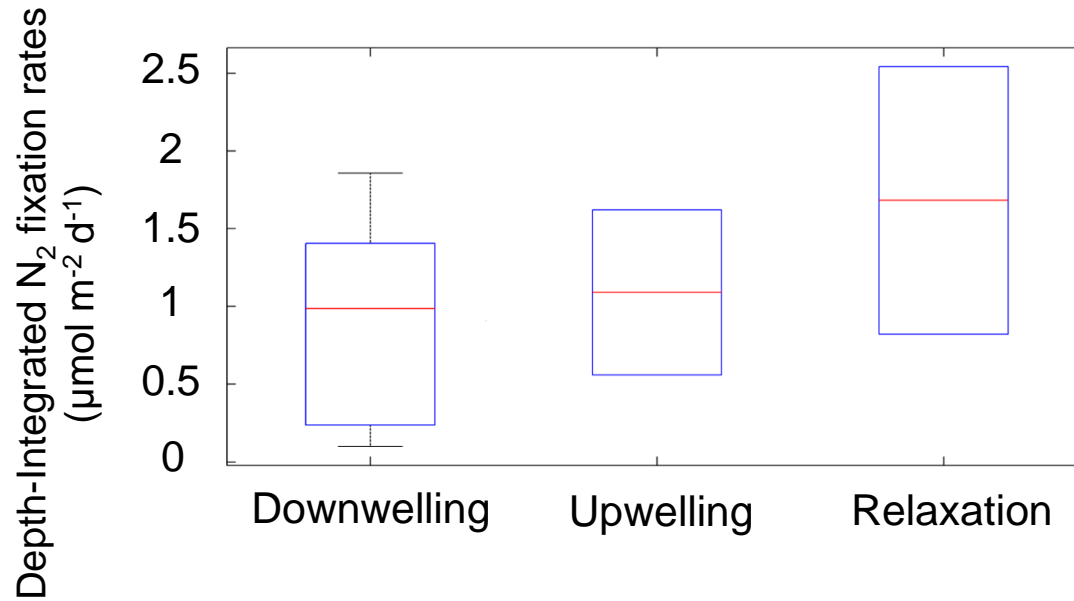 Depth-Integrated N₂ fixation rates
(µmol m⁻² d⁻¹)
2.5
2
1.5
1
0.5
0
Downwelling Upwelling Relaxation